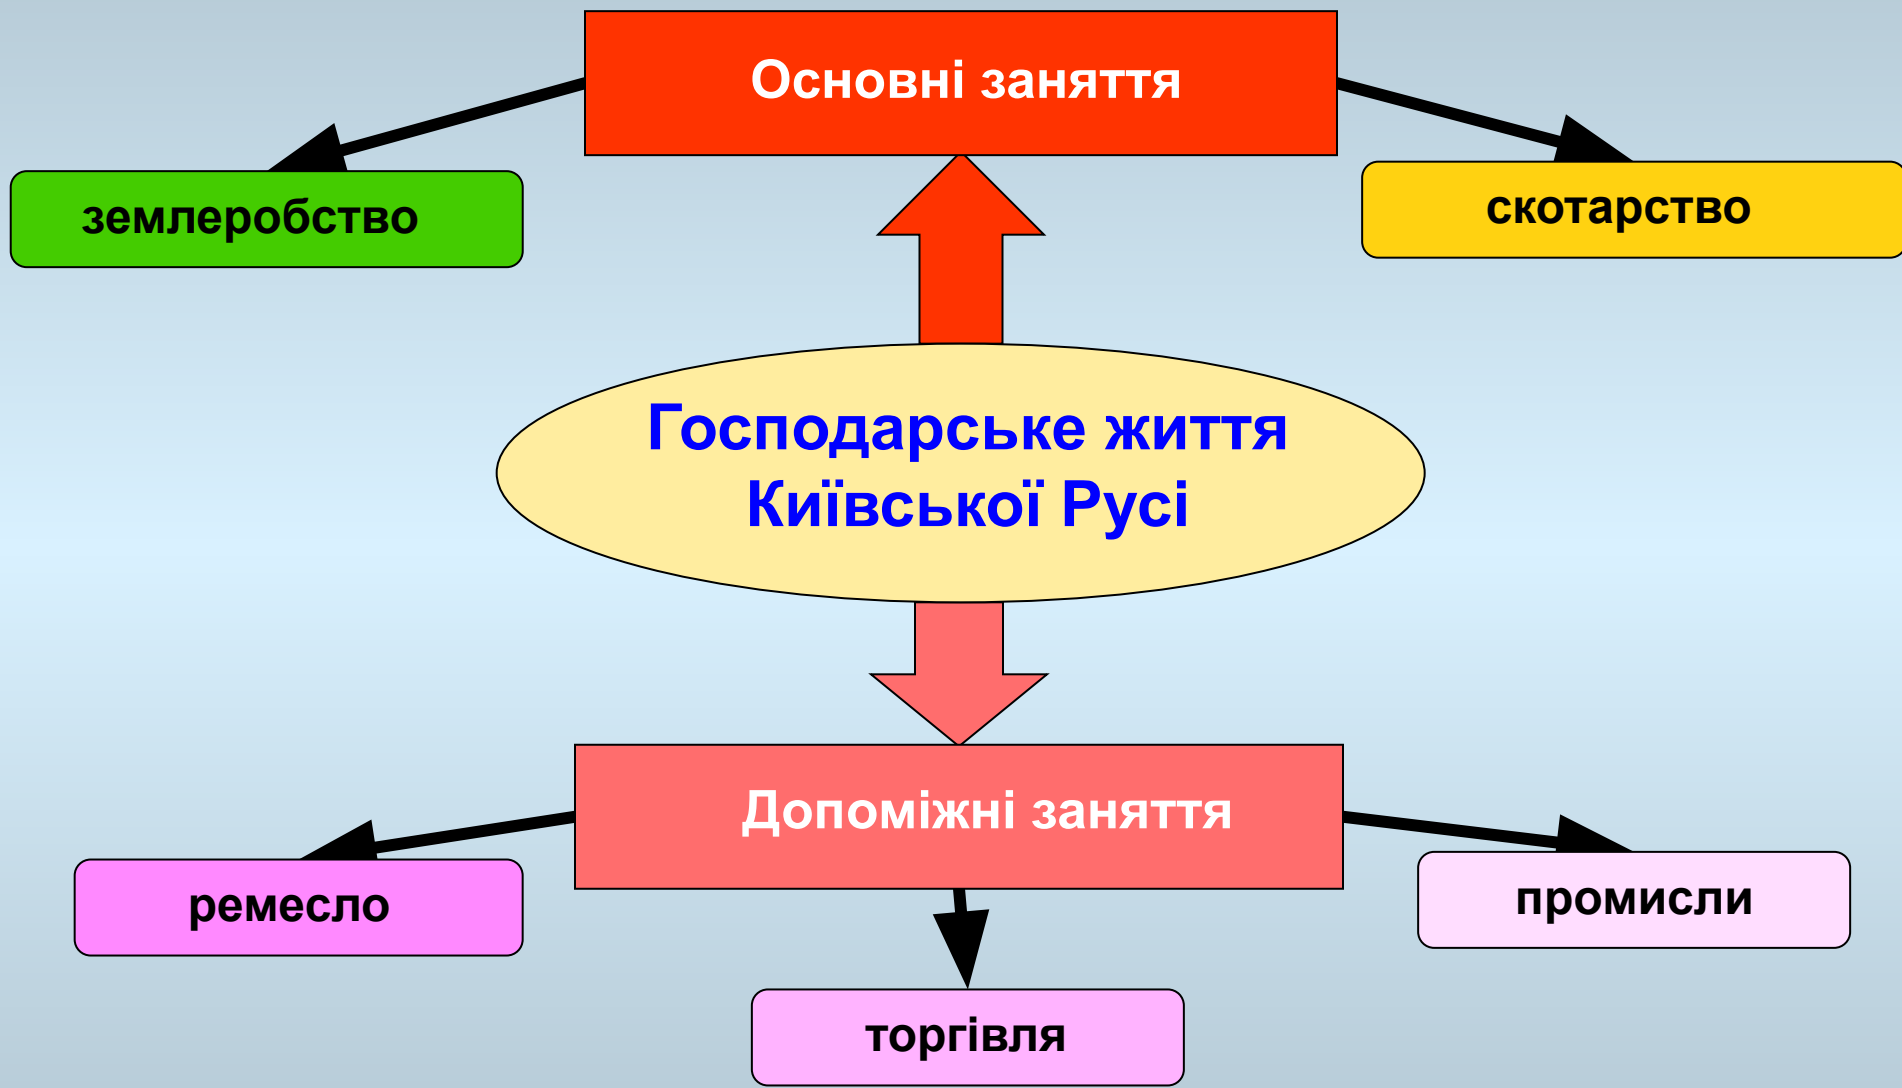 Основні заняття
землеробство
скотарство
Господарське життя
Київської Русі
Допоміжні заняття
ремесло
промисли
торгівля